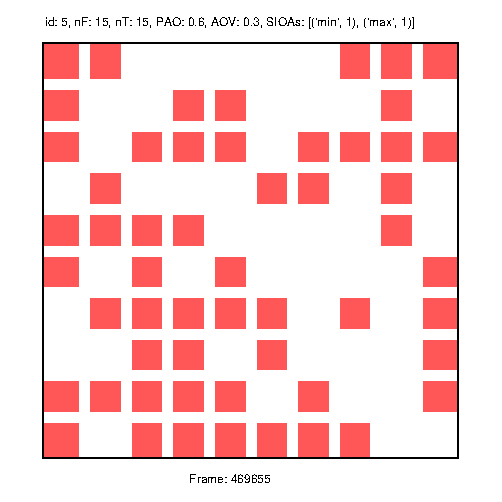 id: 5, nF: 15, nT: 15, PAO: 0.6, AOV: 0.3, SIOAs: [('min', 1), ('max', 1)]
Frame: 469655